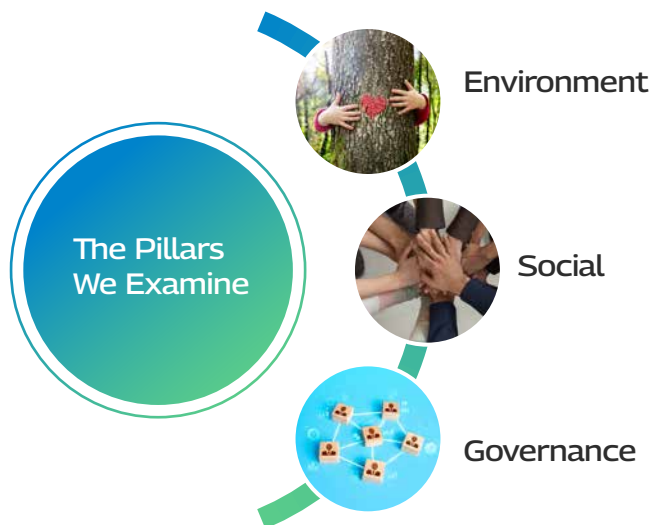 Environment
The Pillars
We Examine
Social
Governance